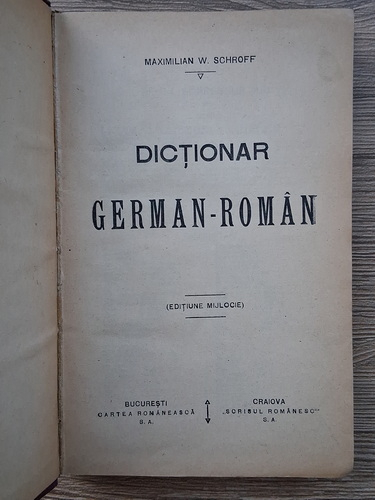 MAXIMILIAN W. SCHROFF
DICȚIONAR
GERMAN-ROMÂN
(EDIȚIUNE MIJLOCIE)
BUCUREȘTI
CARTEA ROMÂNEASCĂ
S. A.
CRAIOVA
„SCRISUL ROMÂNESC”
S. A.